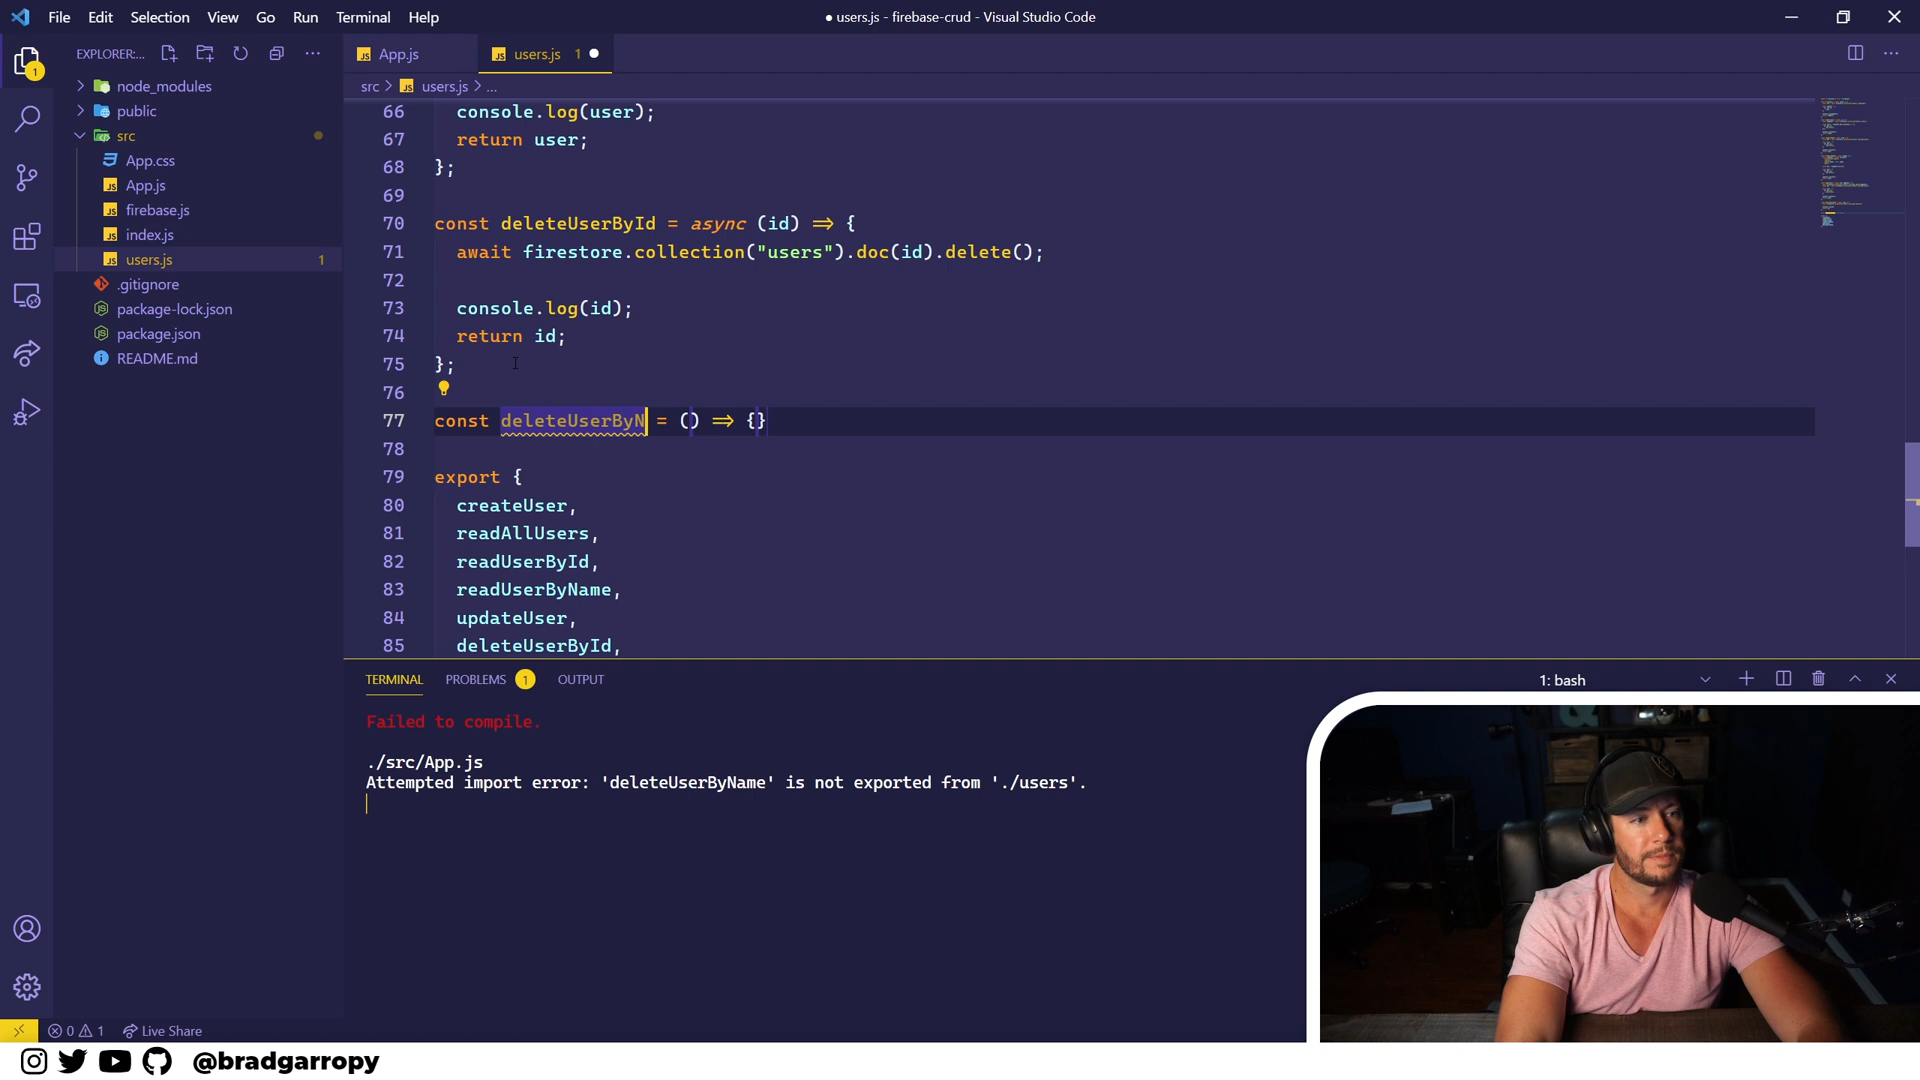 File Edit Selection View Go Run Terminal Help
● users.js - firebase-crud - Visual Studio Code
EXPLORER:...
App.js
users.js 1
src > users.js > ...
node_modules
public
src
App.css
App.js
firebase.js
index.js
users.js 1
.gitignore
package-lock.json
package.json
README.md
1
66 console.log(user);
67 return user;
68 };
69
70 const deleteUserById = async (id) => {
71 await firestore.collection("users").doc(id).delete();
72
73 console.log(id);
74 return id;
75 };
76
77 const deleteUserByN = () => {}
78
79 export {
80 createUser,
81 readAllUsers,
82 readUserById,
83 readUserByName,
84 updateUser,
85 deleteUserById,
TERMINAL PROBLEMS 1 OUTPUT
1: bash
Failed to compile.
./src/App.js
Attempted import error: 'deleteUserByName' is not exported from './users'.
0 1 Live Share
@bradgarropy